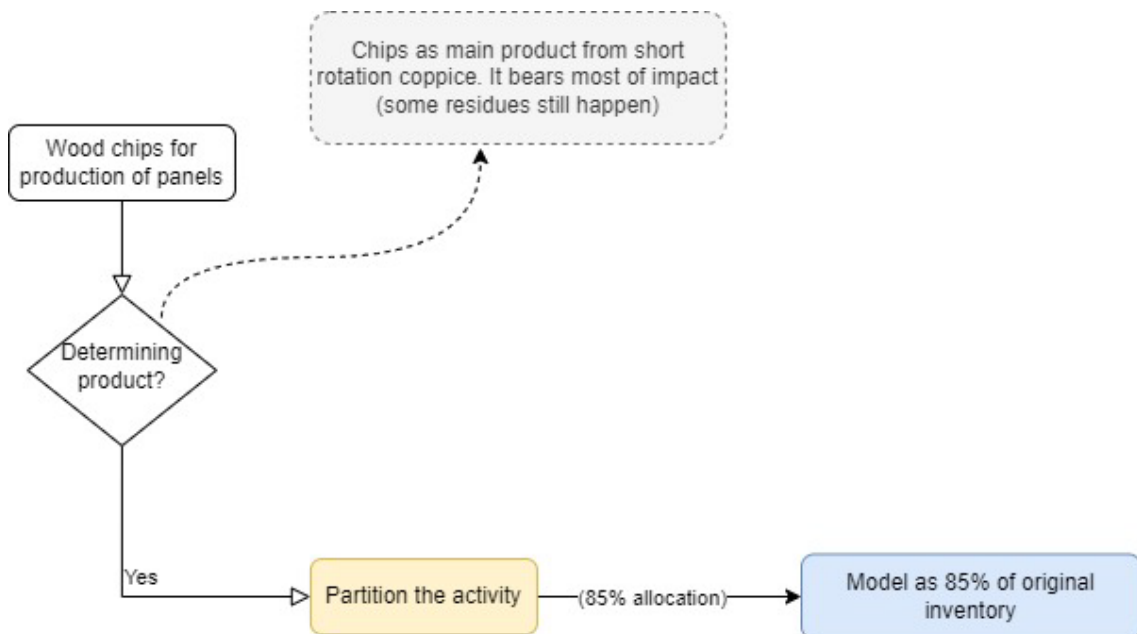 Chips as main product from short
rotation coppice. It bears most of impact
(some residues still happen)
Wood chips for
production of panels
Determining
product?
Yes
Partition the activity
(85% allocation)
Model as 85% of original
inventory